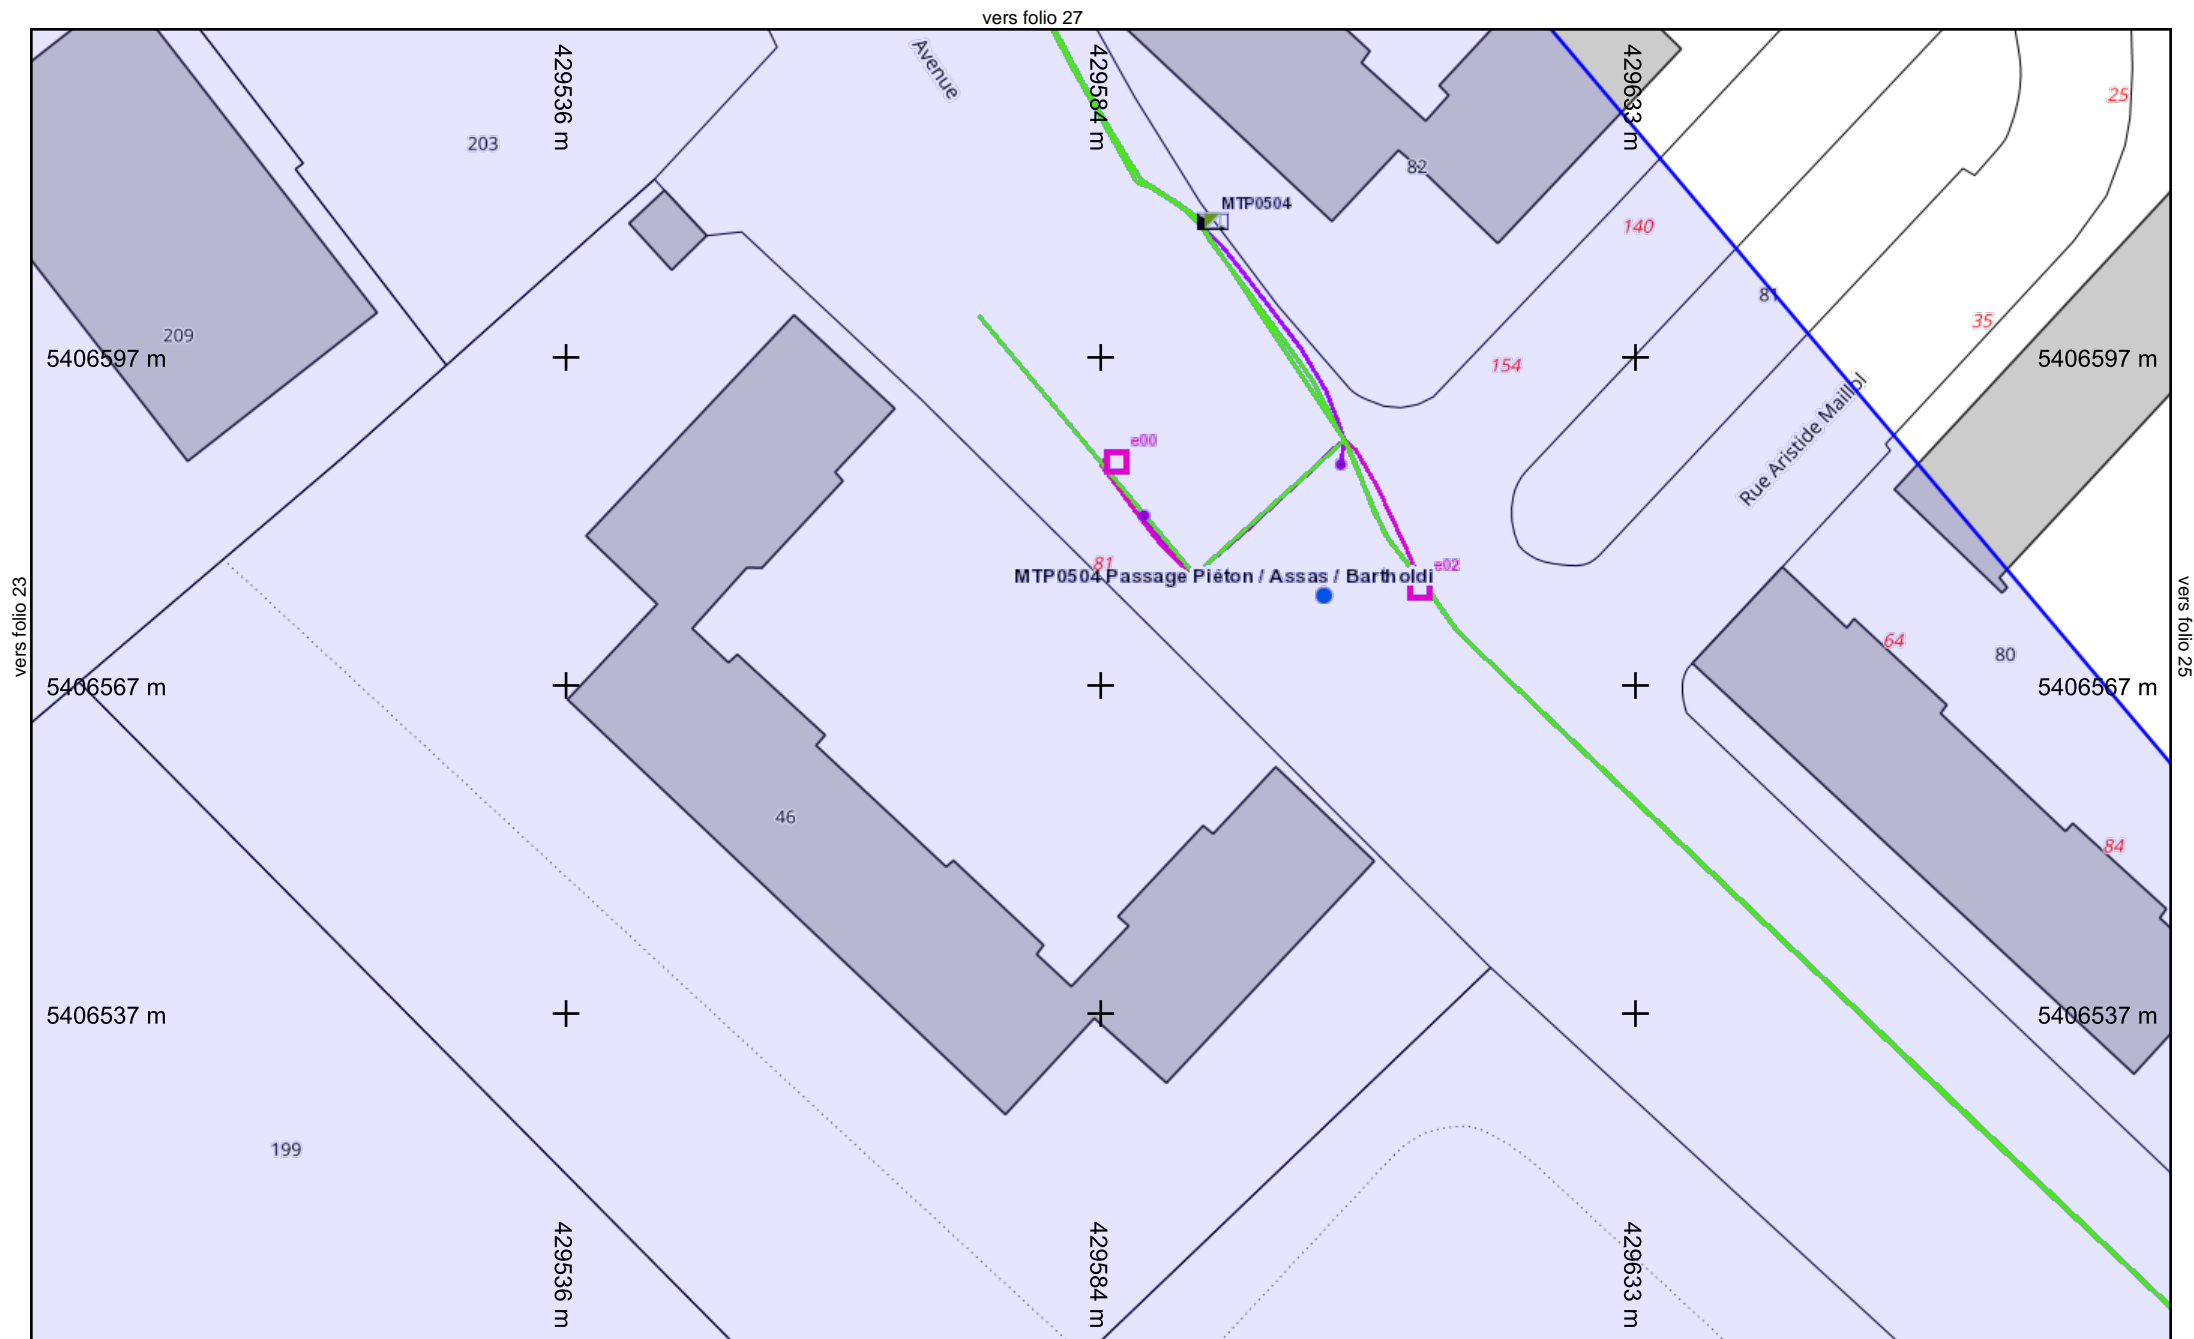 vers folio 27
Avenue
429536 m
429584 m
429633 m
25
203
82
MTP0504
140
81
209
35
5406597 m
5406597 m
154
Rue Aristide Maillol
e00
81
e02
MTP0504 Passage Piéton / Assas / Bartholdi
vers folio 23
vers folio 25
64
80
5406567 m
5406567 m
46
84
5406537 m
5406537 m
199
429536 m
429584 m
429633 m